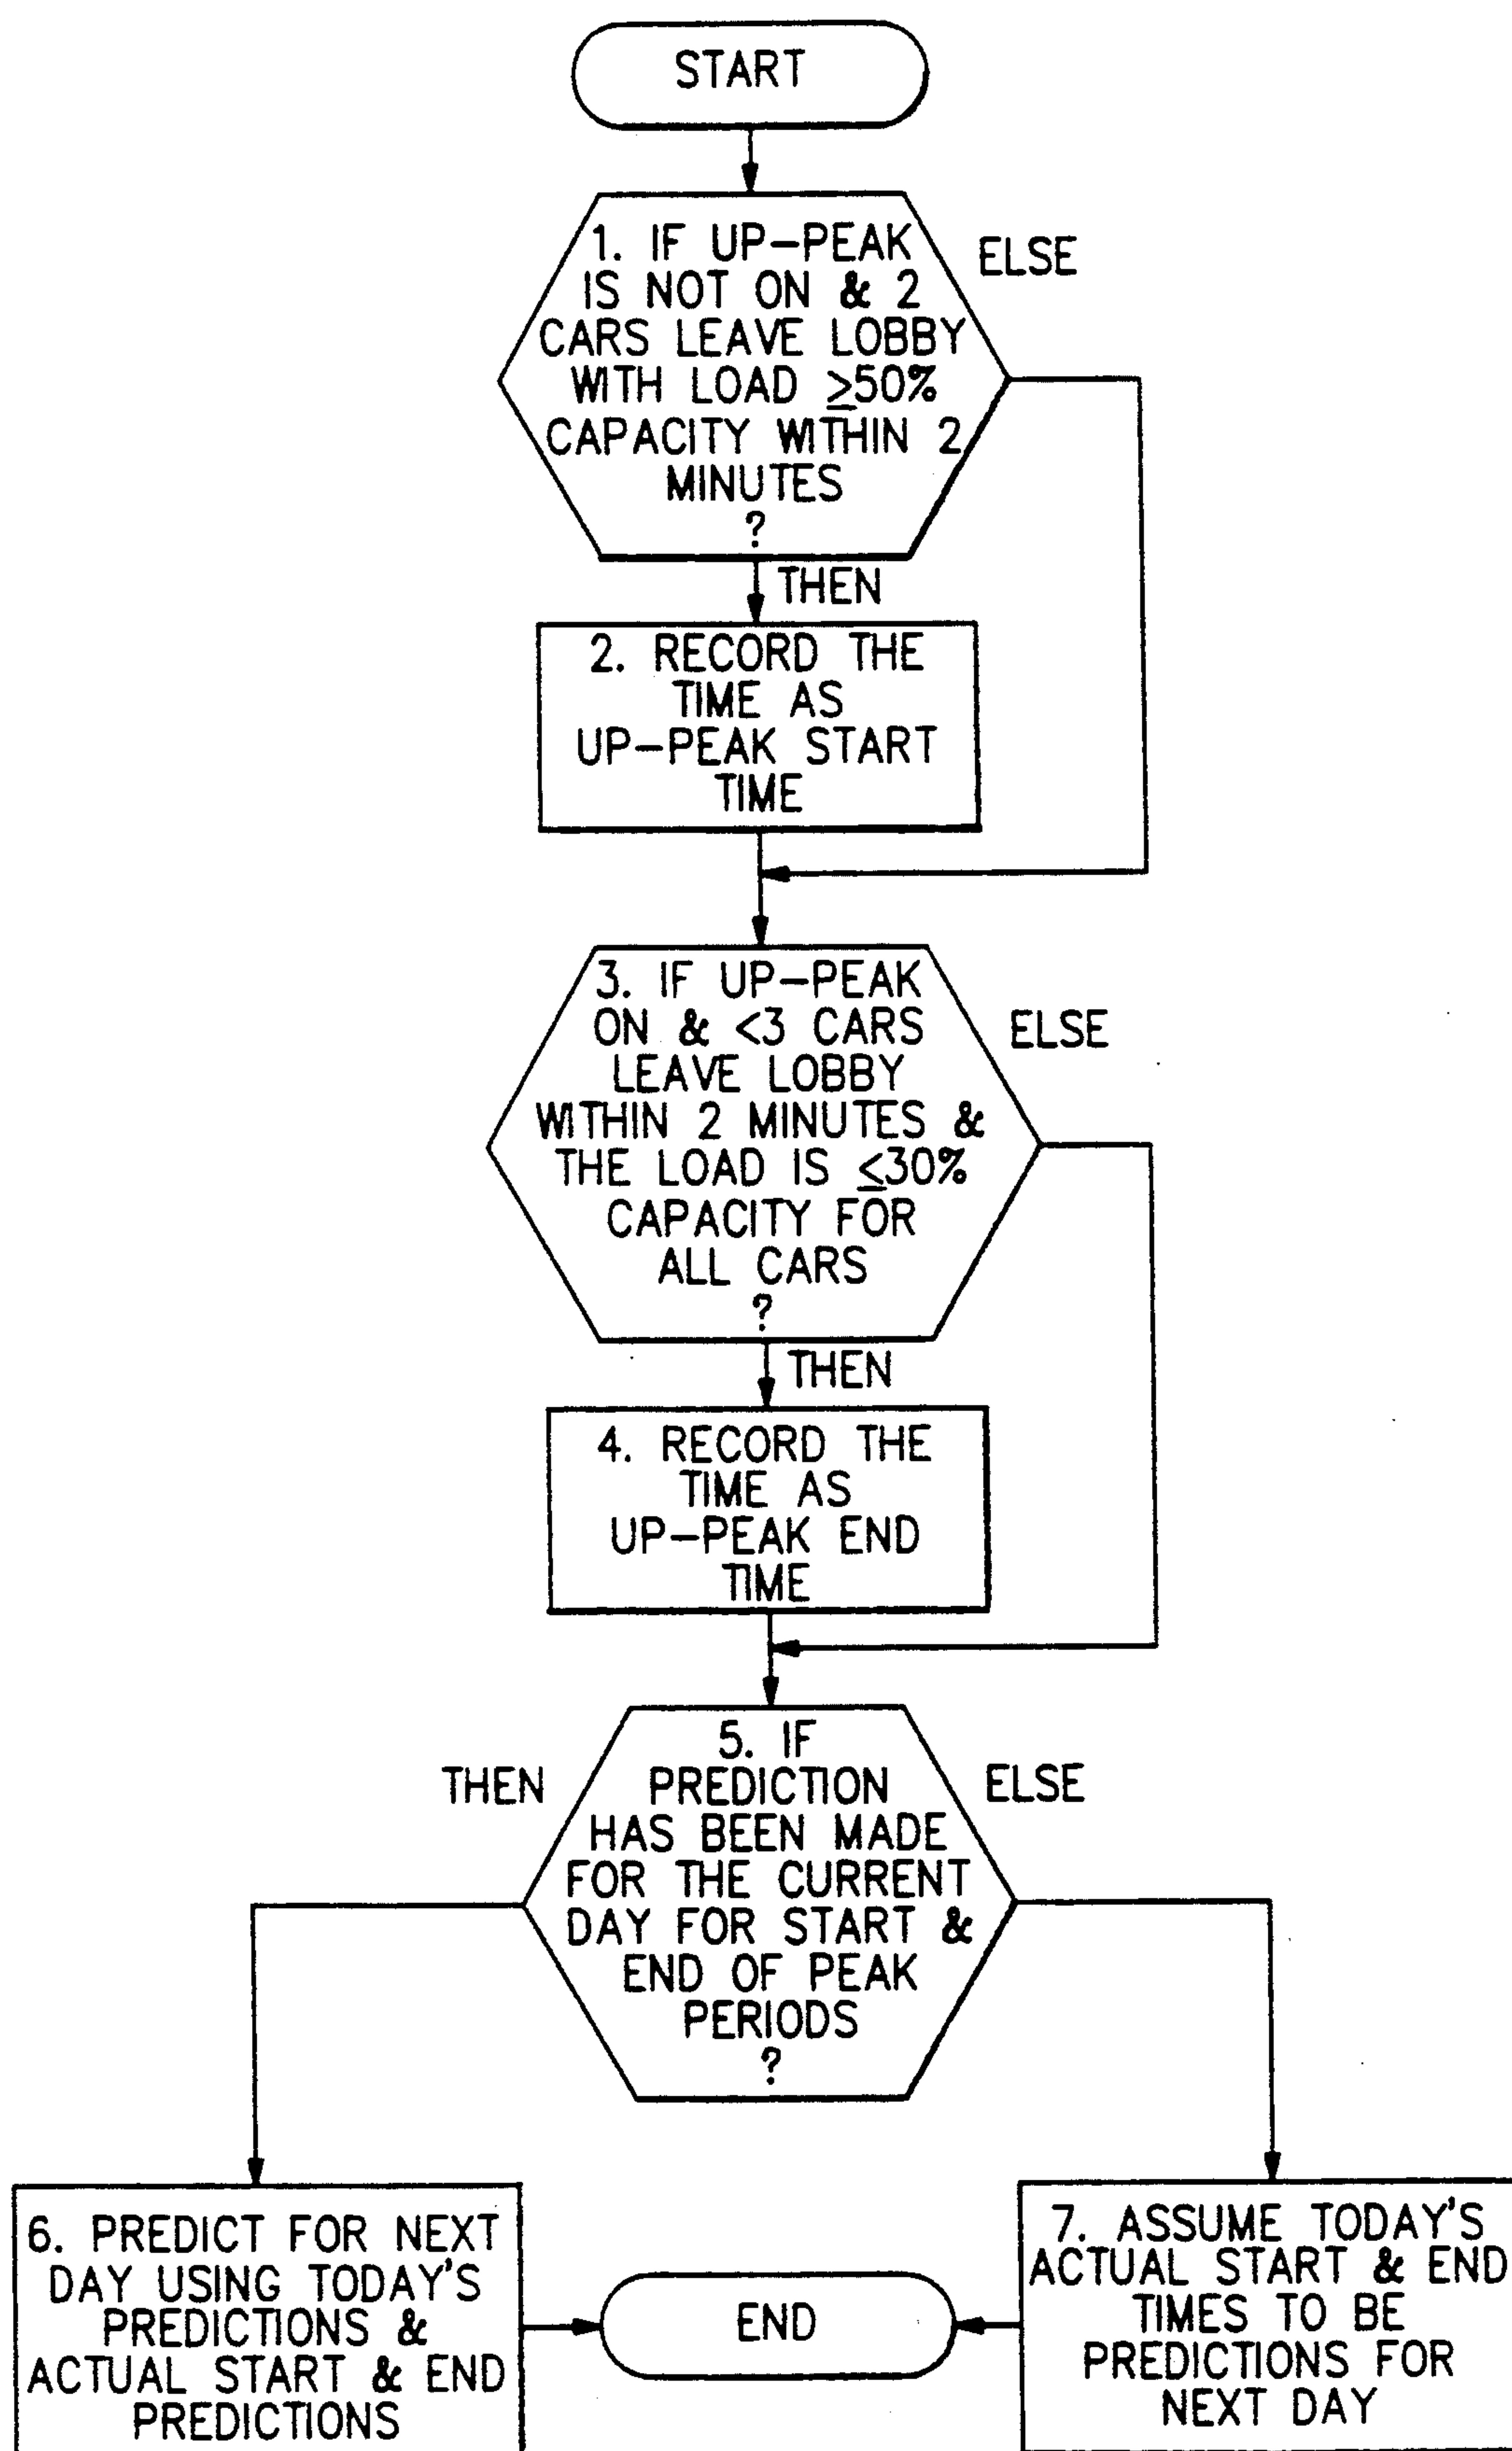 START
1. IF UP-PEAK
IS NOT ON & 2
CARS LEAVE LOBBY
WITH LOAD ≥50%
CAPACITY WITHIN 2
MINUTES
?
ELSE
THEN
2. RECORD THE
TIME AS
UP-PEAK START
TIME
3. IF UP-PEAK
ON & <3 CARS
LEAVE LOBBY
WITHIN 2 MINUTES &
THE LOAD IS ≤30%
CAPACITY FOR
ALL CARS
?
ELSE
THEN
4. RECORD THE
TIME AS
UP-PEAK END
TIME
5. IF
PREDICTION
HAS BEEN MADE
FOR THE CURRENT
DAY FOR START &
END OF PEAK
PERIODS
?
THEN
ELSE
6. PREDICT FOR NEXT
DAY USING TODAY'S
PREDICTIONS &
ACTUAL START & END
PREDICTIONS
END
7. ASSUME TODAY'S
ACTUAL START & END
TIMES TO BE
PREDICTIONS FOR
NEXT DAY